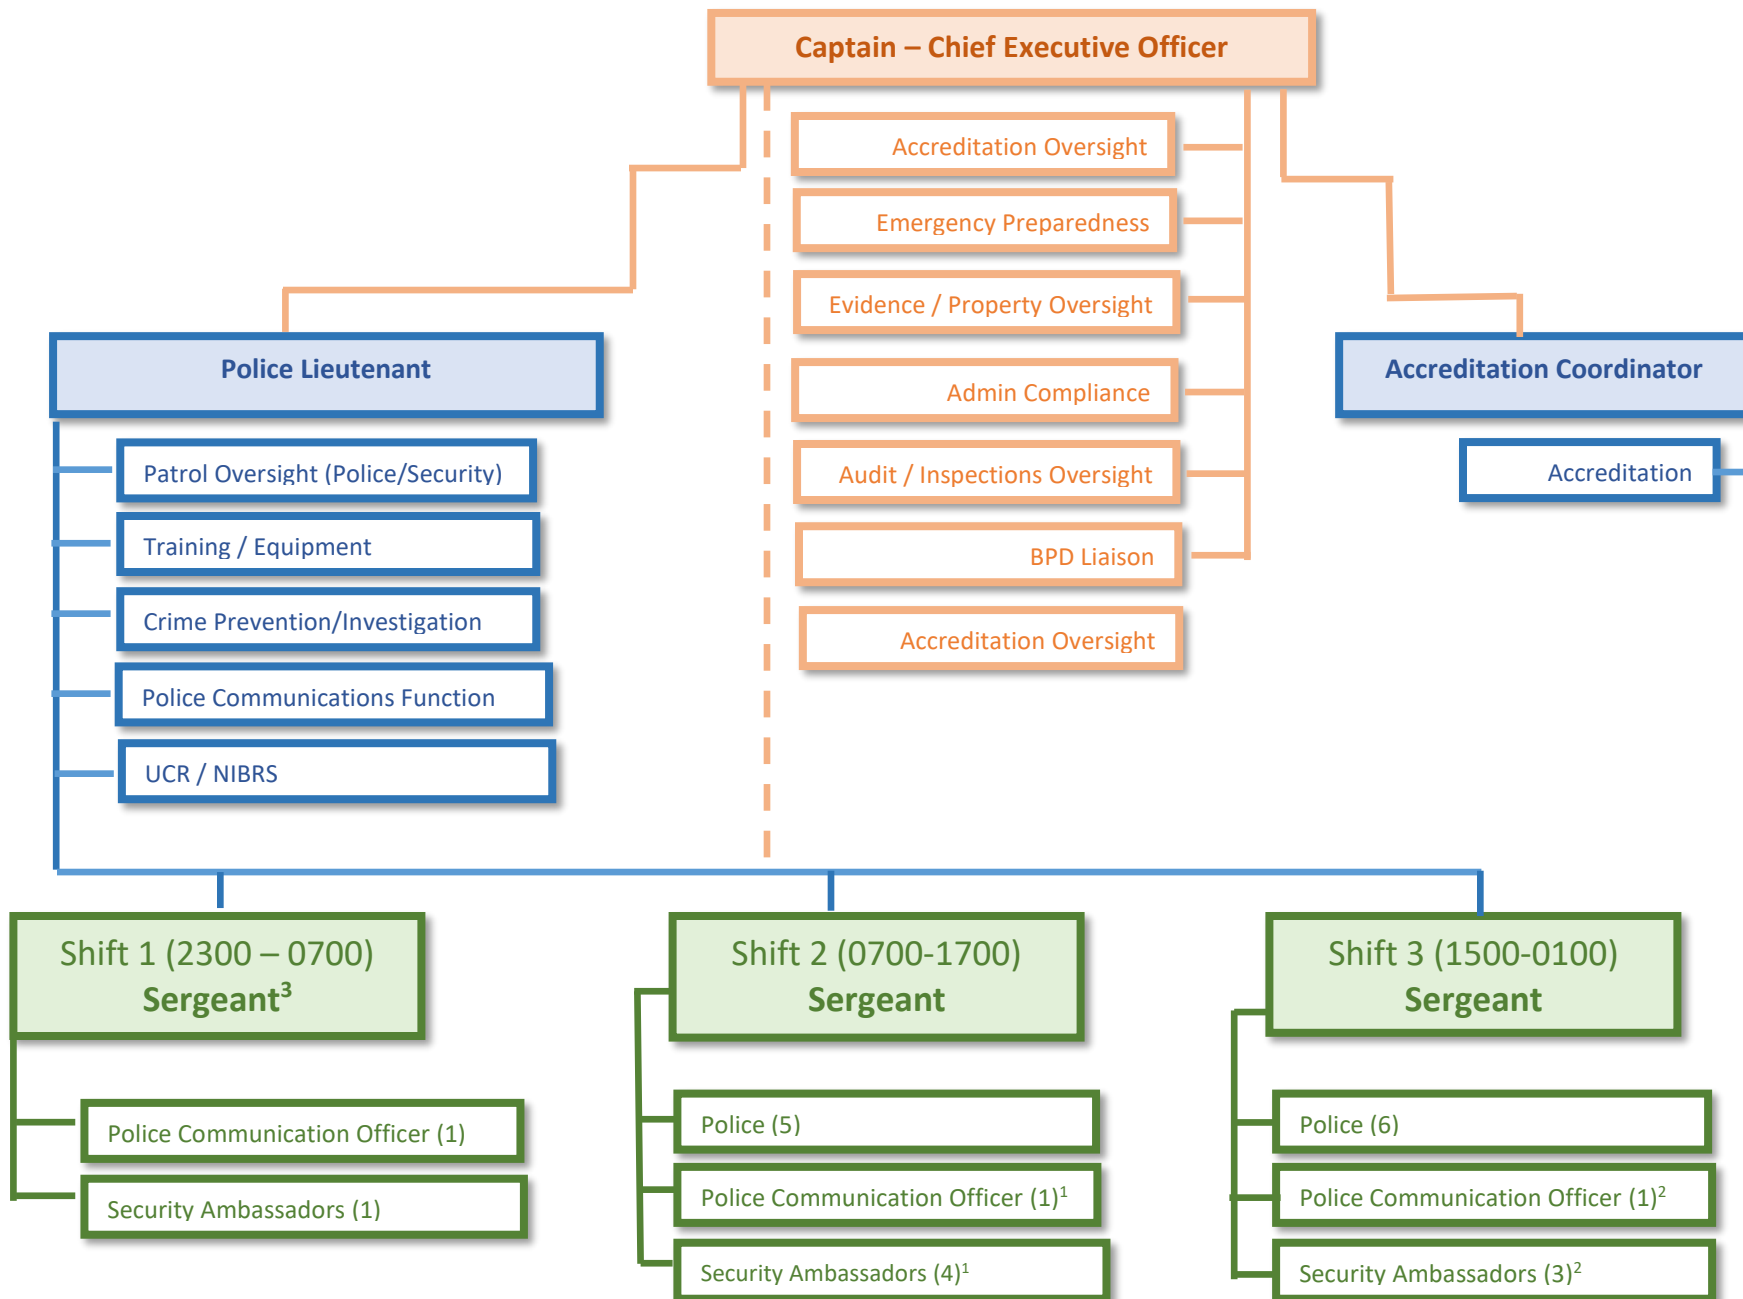 Captain – Chief Executive Officer
Accreditation Oversight
Emergency Preparedness
Evidence / Property Oversight
Admin Compliance
Audit / Inspections Oversight
BPD Liaison
Accreditation Oversight
Police Lieutenant
Patrol Oversight (Police/Security)
Training / Equipment
Crime Prevention/Investigation
Police Communications Function
UCR / NIBRS
Accreditation Coordinator
Accreditation
Shift 1 (2300 – 0700)
Sergeant³
Police Communication Officer (1)
Security Ambassadors (1)
Shift 2 (0700-1700)
Sergeant
Police (5)
Police Communication Officer (1)¹
Security Ambassadors (4)¹
Shift 3 (1500-0100)
Sergeant
Police (6)
Police Communication Officer (1)²
Security Ambassadors (3)²